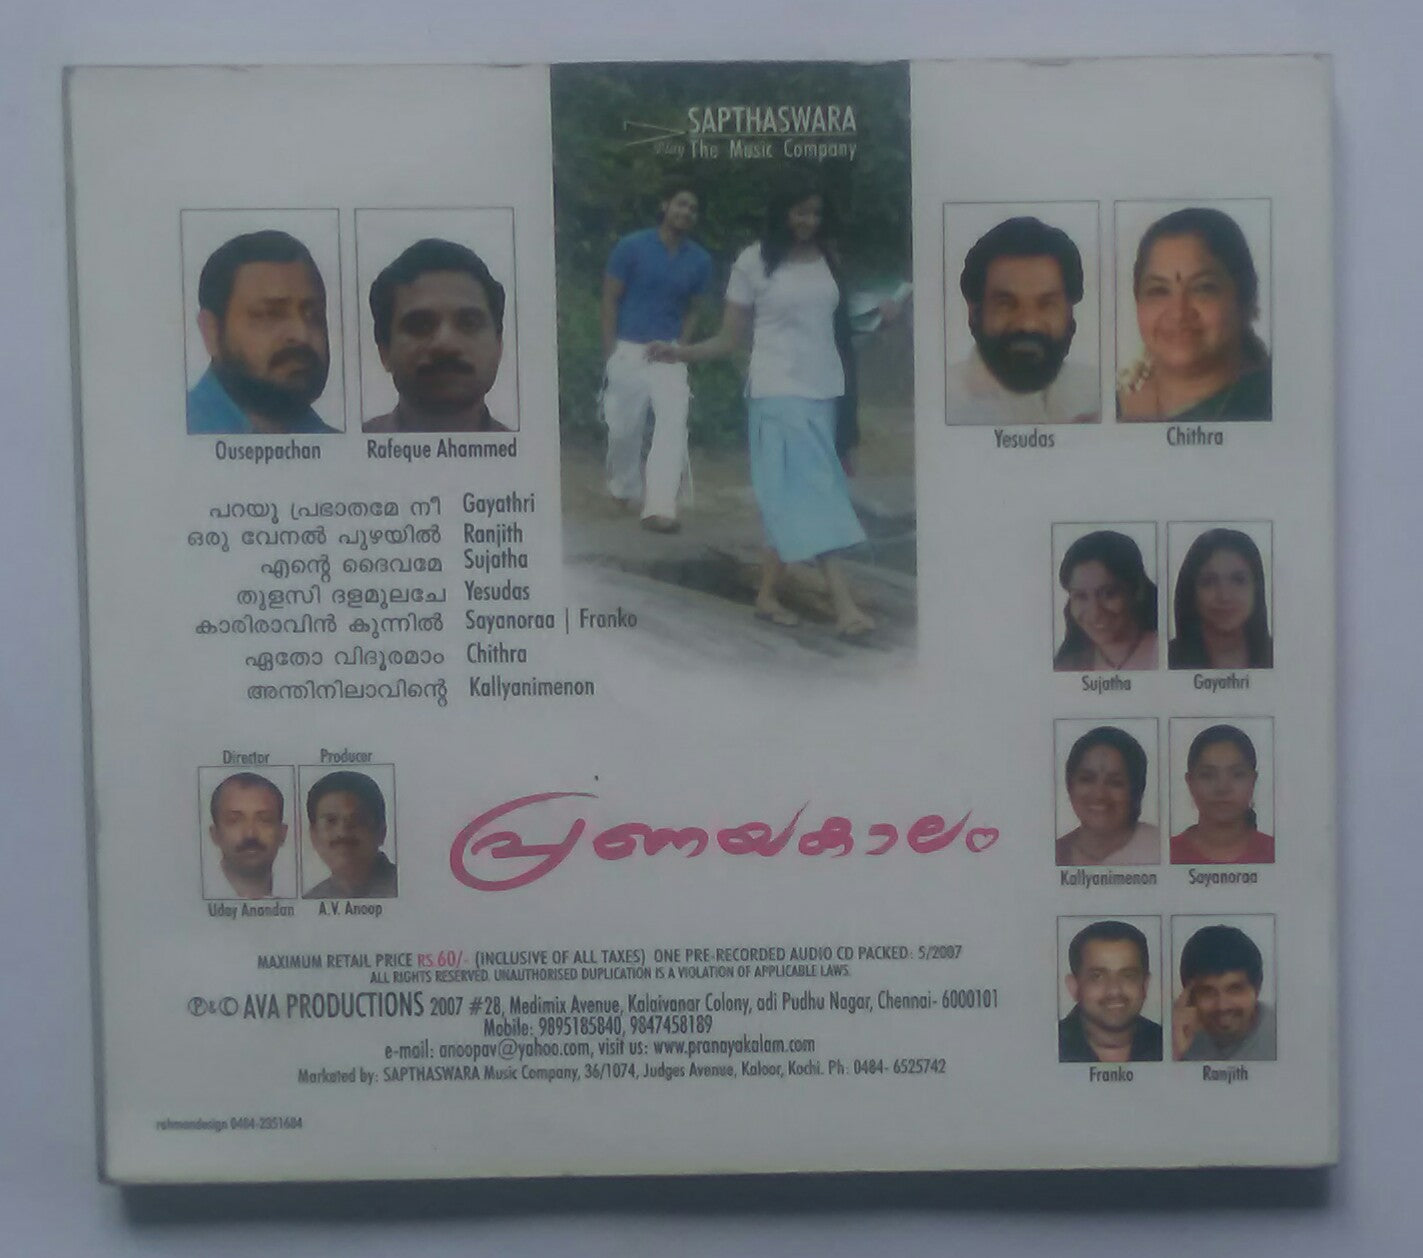 SAPTHASWARA
Play The Music Company
Ouseppachan
Rafeque Ahammed
Yesudas
Chithra
പറയൂ പ്രഭാതമേ നീ Gayathri
ഒരു വേനൽ പുഴയിൽ Ranjith
എന്റെ ദൈവമേ Sujatha
തുളസി ദളമുലചേ Yesudas
കാരിരാവിൻ കുന്നിൽ Sayanoraa | Franko
ഏതോ വിദൂരമാം Chithra
അന്തിനിലാവിന്റെ Kallyanimenon
Sujatha
Gayathri
Director
Producer
Uday Anandan
A.V. Anoop
പ്രണയകാലം
Kallyanimenon
Sayanoraa
MAXIMUM RETAIL PRICE RS.60/- (INCLUSIVE OF ALL TAXES) ONE PRE-RECORDED AUDIO CD PACKED: 5/2007
ALL RIGHTS RESERVED. UNAUTHORISED DUPLICATION IS A VIOLATION OF APPLICABLE LAWS.
℗&© AVA PRODUCTIONS 2007 #28, Medimix Avenue, Kalaivanar Colony, adi Pudhu Nagar, Chennai- 6000101
Mobile: 9895185840, 9847458189
e-mail: anoopav@yahoo.com, visit us: www.pranayakalam.com
Markated by: SAPTHASWARA Music Company, 36/1074, Judges Avenue, Kaloor, Kochi. Ph: 0484- 6525742
Franko
Ranjith
rahmandesign 0484-2351684